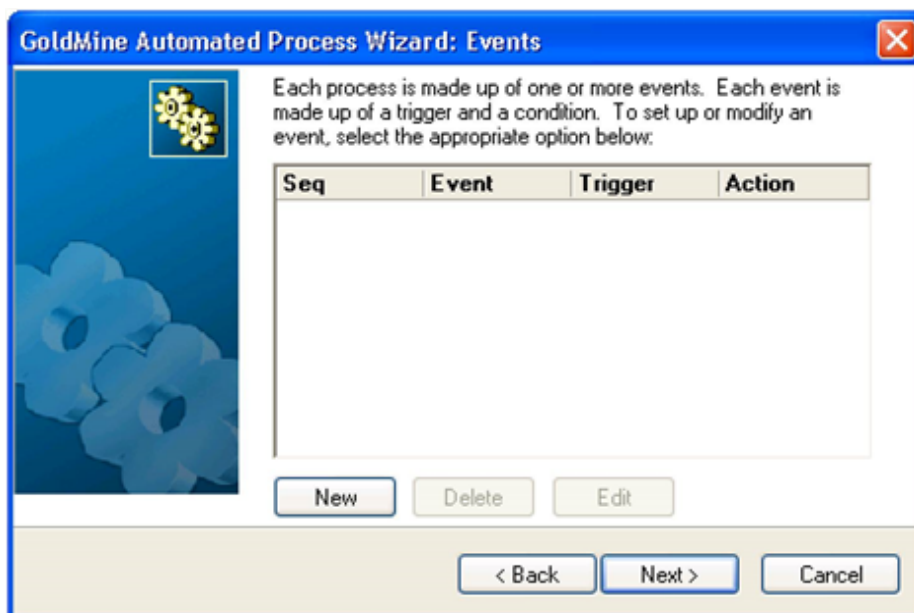 GoldMine Automated Process Wizard: Events
Each process is made up of one or more events. Each event is
made up of a trigger and a condition. To set up or modify an
event, select the appropriate option below:
Seq Event Trigger Action
New Delete Edit
< Back Next > Cancel